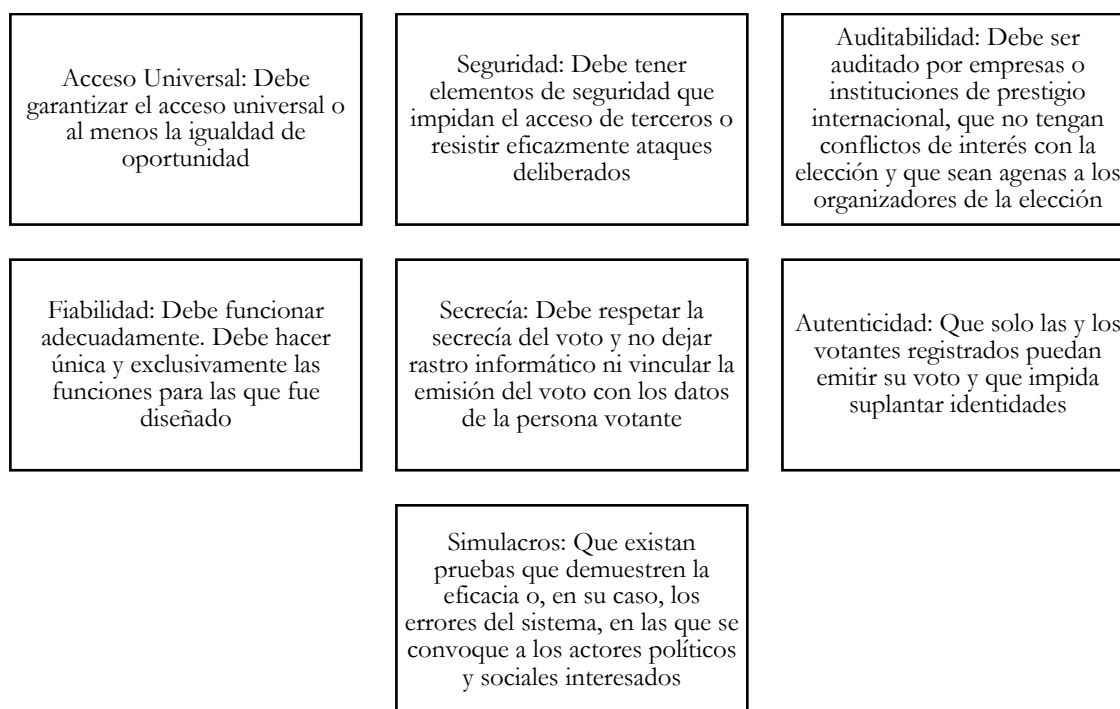 Acceso Universal: Debe
garantizar el acceso universal o
al menos la igualdad de
oportunidad
Seguridad: Debe tener
elementos de seguridad que
impidan el acceso de terceros o
resistir eficazmente ataques
deliberados
Auditabilidad: Debe ser
auditado por empresas o
instituciones de prestigio
internacional, que no tengan
conflictos de interés con la
elección y que sean agenas a los
organizadores de la elección
Fiabilidad: Debe funcionar
adecuadamente. Debe hacer
única y exclusivamente las
funciones para las que fue
diseñado
Secrecía: Debe respetar la
secrecía del voto y no dejar
rastro informático ni vincular la
emisión del voto con los datos
de la persona votante
Autenticidad: Que solo las y los
votantes registrados puedan
emitir su voto y que impida
suplantar identidades
Simulacros: Que existan
pruebas que demuestren la
eficacia o, en su caso, los
errores del sistema, en las que se
convoque a los actores políticos
y sociales interesados